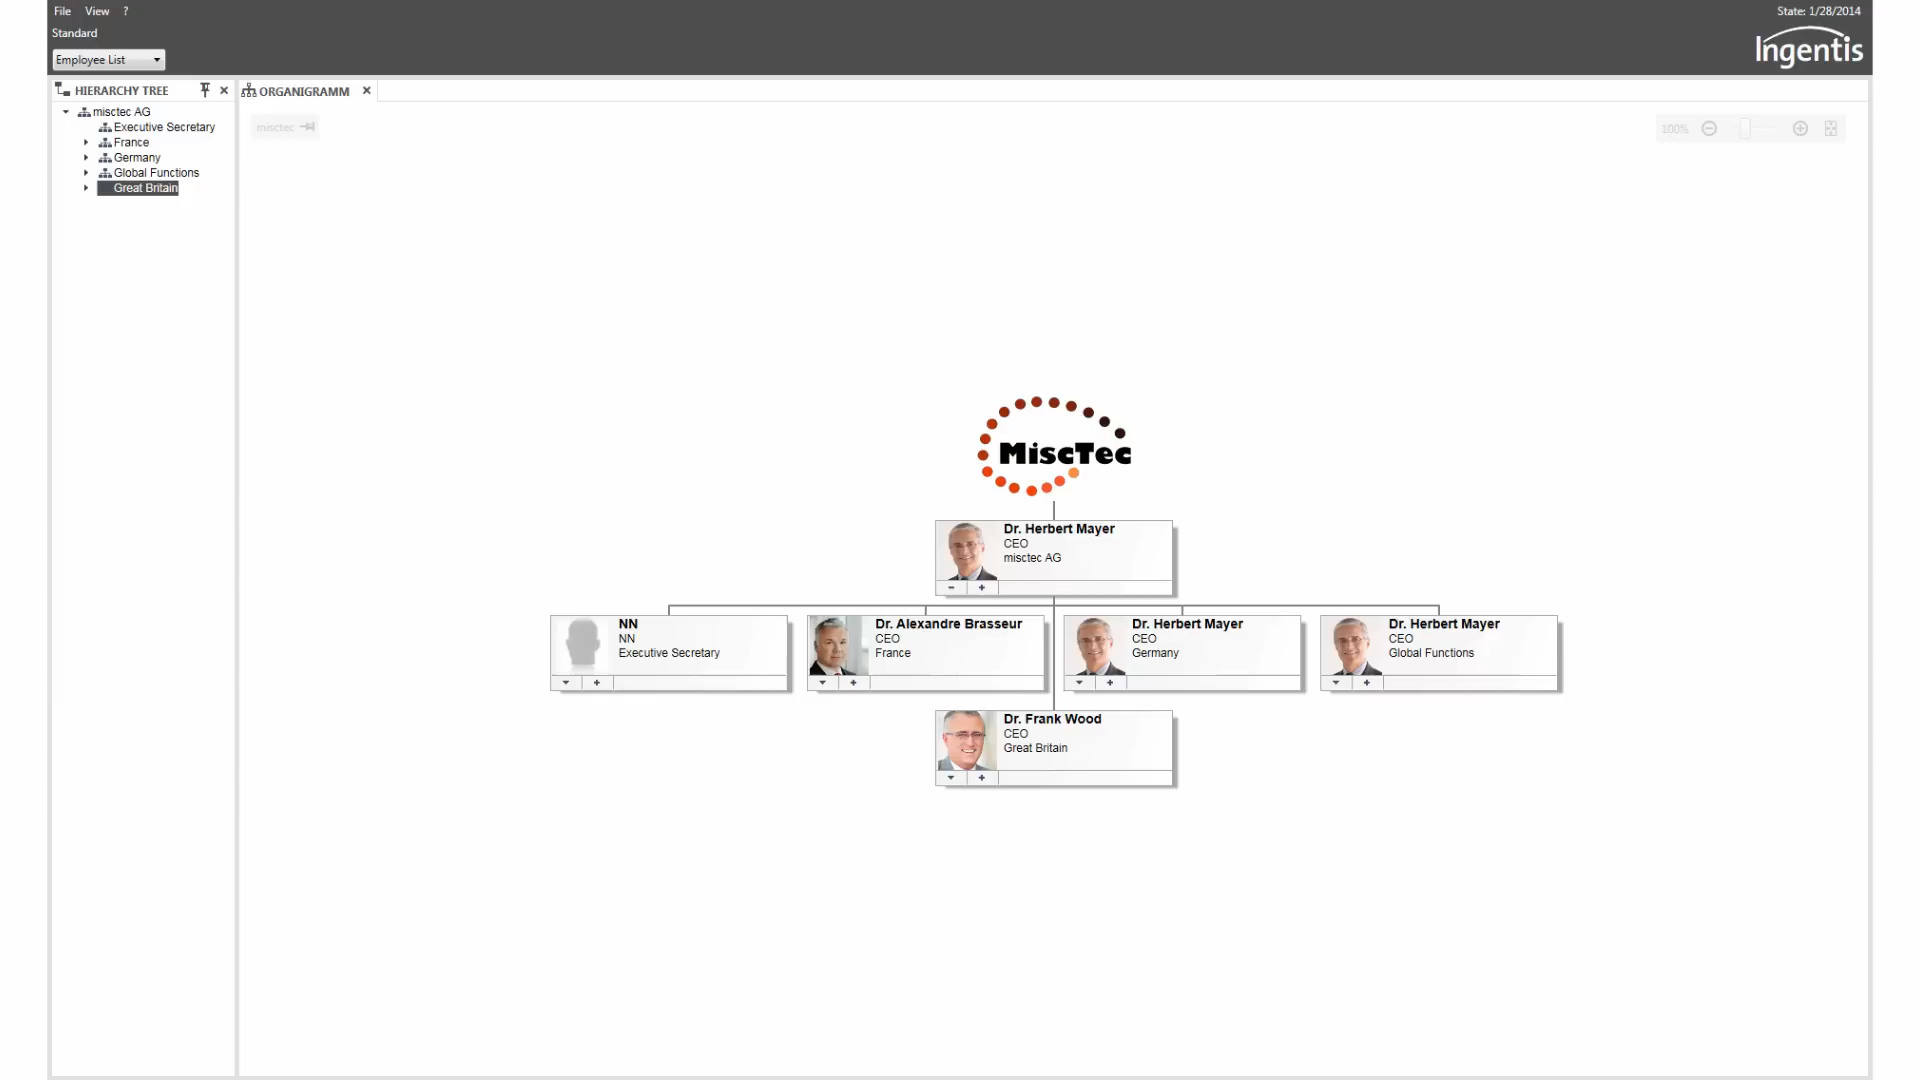 File View ?
State: 1/28/2014
Standard
Employee List
Ingentis
HIERARCHY TREE
ORGANIGRAMM
misctec AG
Executive Secretary
France
Germany
Global Functions
Great Britain
misctec
100%
MiscTec
Dr. Herbert Mayer
CEO
misctec AG
NN
NN
Executive Secretary
Dr. Alexandre Brasseur
CEO
France
Dr. Herbert Mayer
CEO
Germany
Dr. Herbert Mayer
CEO
Global Functions
Dr. Frank Wood
CEO
Great Britain